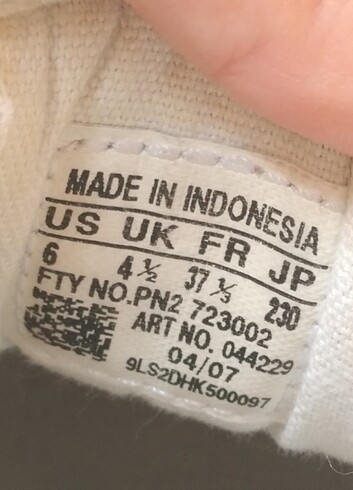 MADE IN INDONESIA
US UK FR JP
6 4 ½ 37 ⅓ 230
FTY NO.PN2 723002
ART NO. 044229
04/07
9LS2DHK500097